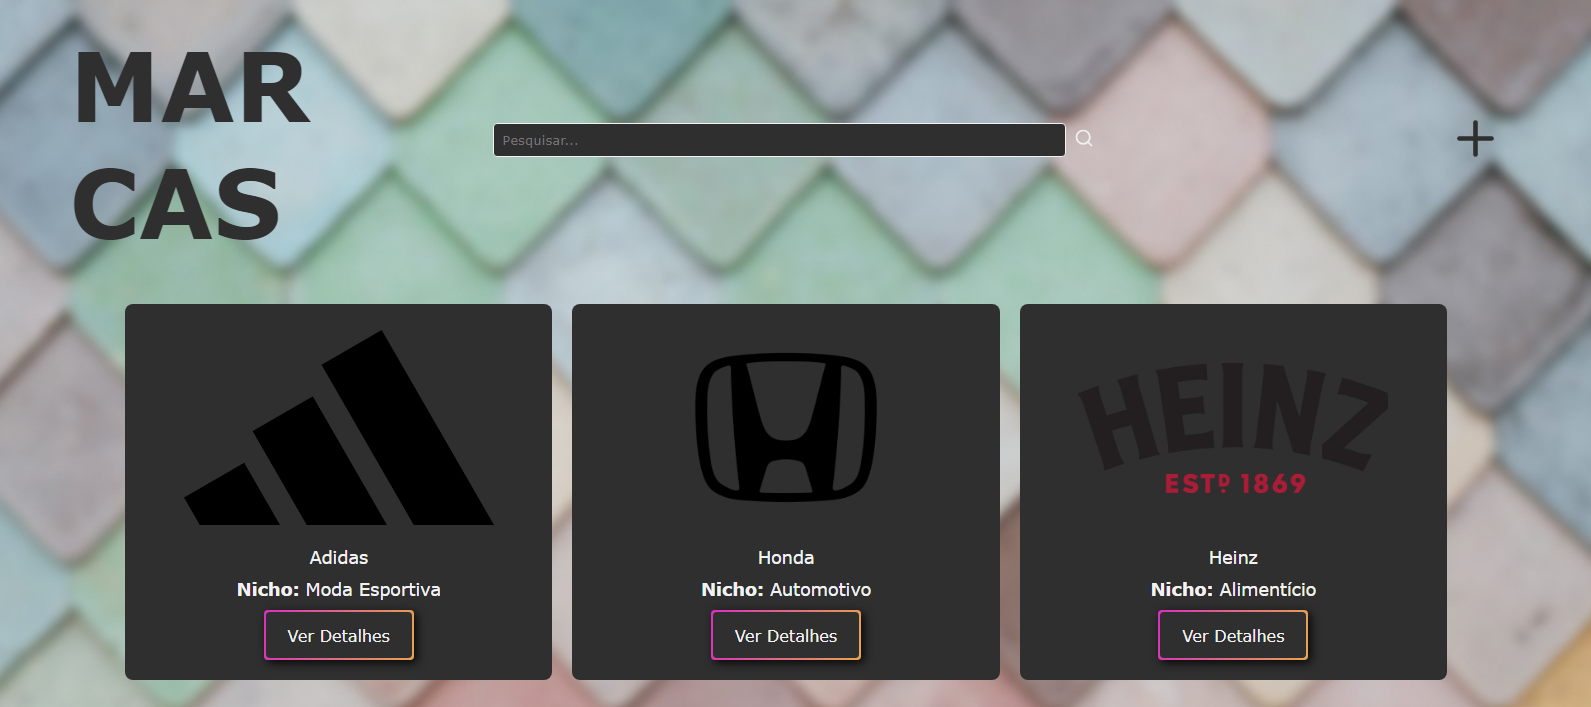 MAR
CAS
Pesquisar...
HEINZ
ESTD 1869
Adidas
Nicho: Moda Esportiva
Ver Detalhes
Honda
Nicho: Automotivo
Ver Detalhes
Heinz
Nicho: Alimentício
Ver Detalhes